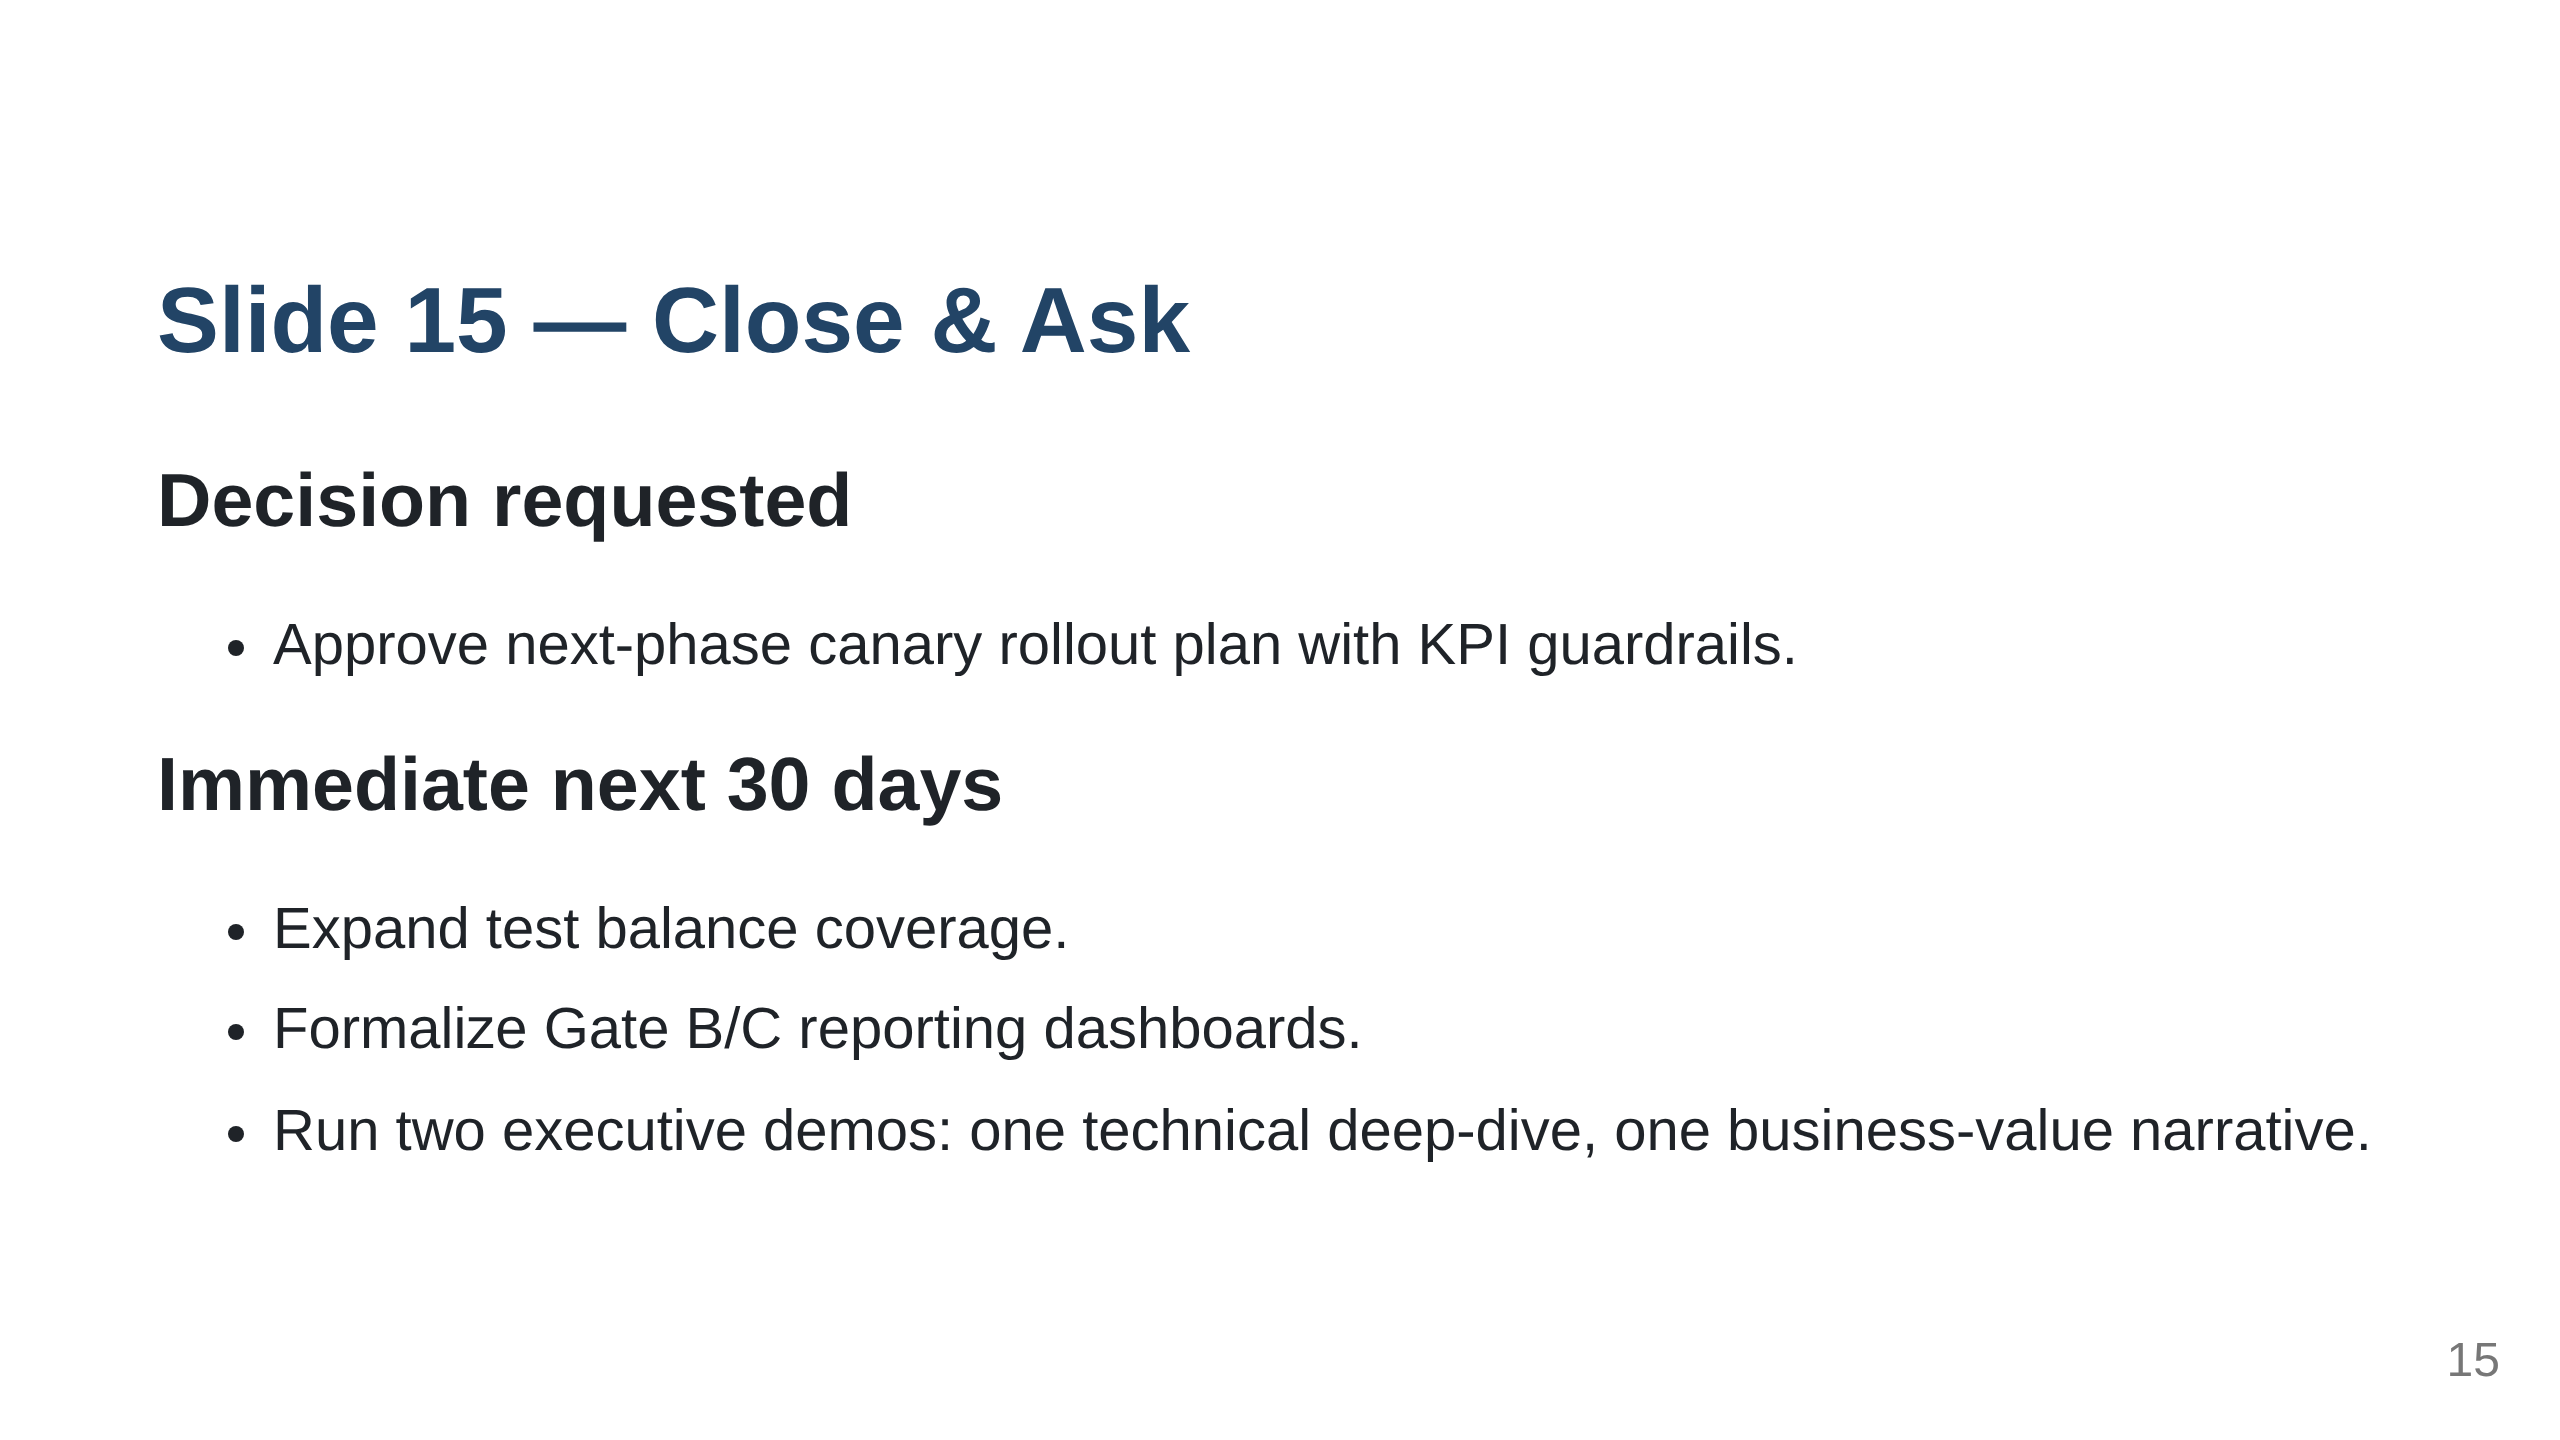 Slide 15 — Close & Ask
Decision requested
• Approve next-phase canary rollout plan with KPI guardrails.
Immediate next 30 days
• Expand test balance coverage.
• Formalize Gate B/C reporting dashboards.
• Run two executive demos: one technical deep-dive, one business-value narrative.
15